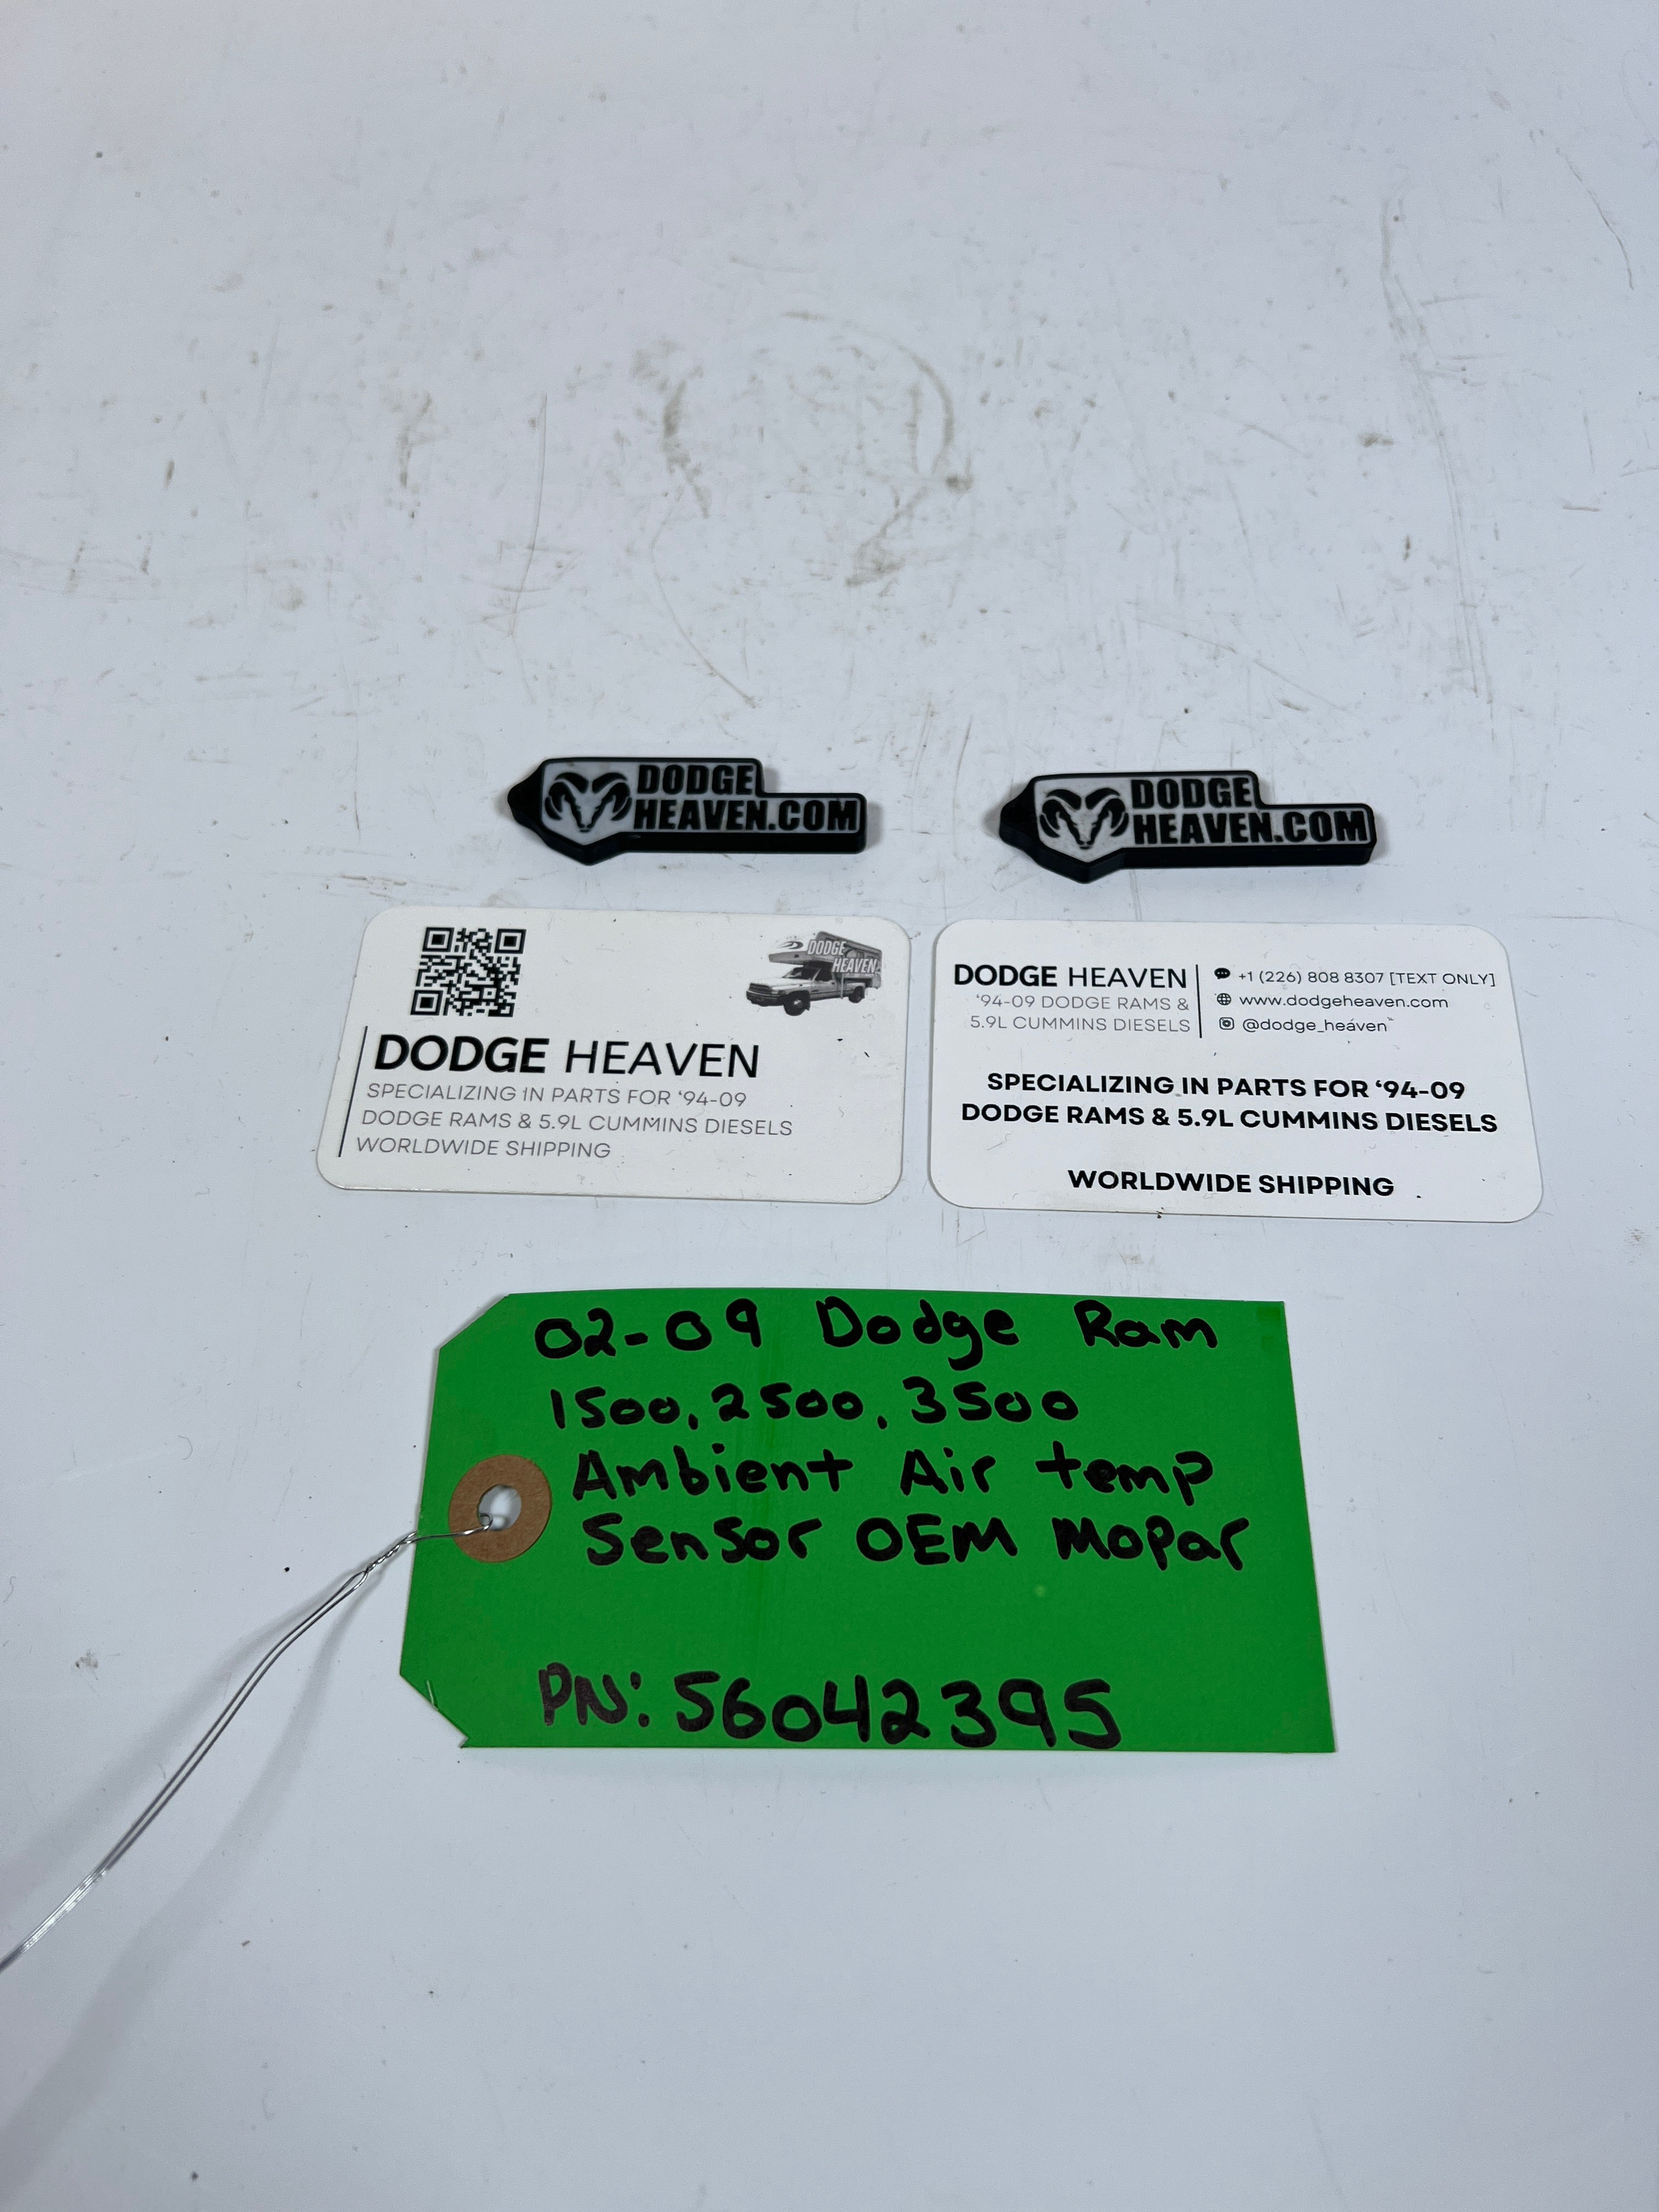 DODGE
HEAVEN.COM
DODGE
HEAVEN.COM
DODGE
HEAVEN
DODGE HEAVEN
SPECIALIZING IN PARTS FOR ‘94-09
DODGE RAMS & 5.9L CUMMINS DIESELS
WORLDWIDE SHIPPING
DODGE HEAVEN
‘94-09 DODGE RAMS &
5.9L CUMMINS DIESELS
+1 (226) 808 8307 [TEXT ONLY]
www.dodgeheaven.com
@dodge_heaven
SPECIALIZING IN PARTS FOR ‘94-09
DODGE RAMS & 5.9L CUMMINS DIESELS
WORLDWIDE SHIPPING
02-09 Dodge Ram
1500, 2500, 3500
Ambient Air temp
Sensor OEM Mopar
PN: 56042395